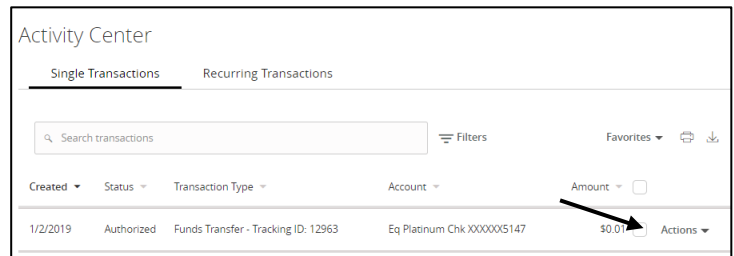 Activity Center
Single Transactions Recurring Transactions
Search transactions Filters Favorites
Created Status Transaction Type Account Amount
1/2/2019 Authorized Funds Transfer - Tracking ID: 12963 Eq Platinum Chk XXXXXX5147 $0.01 Actions